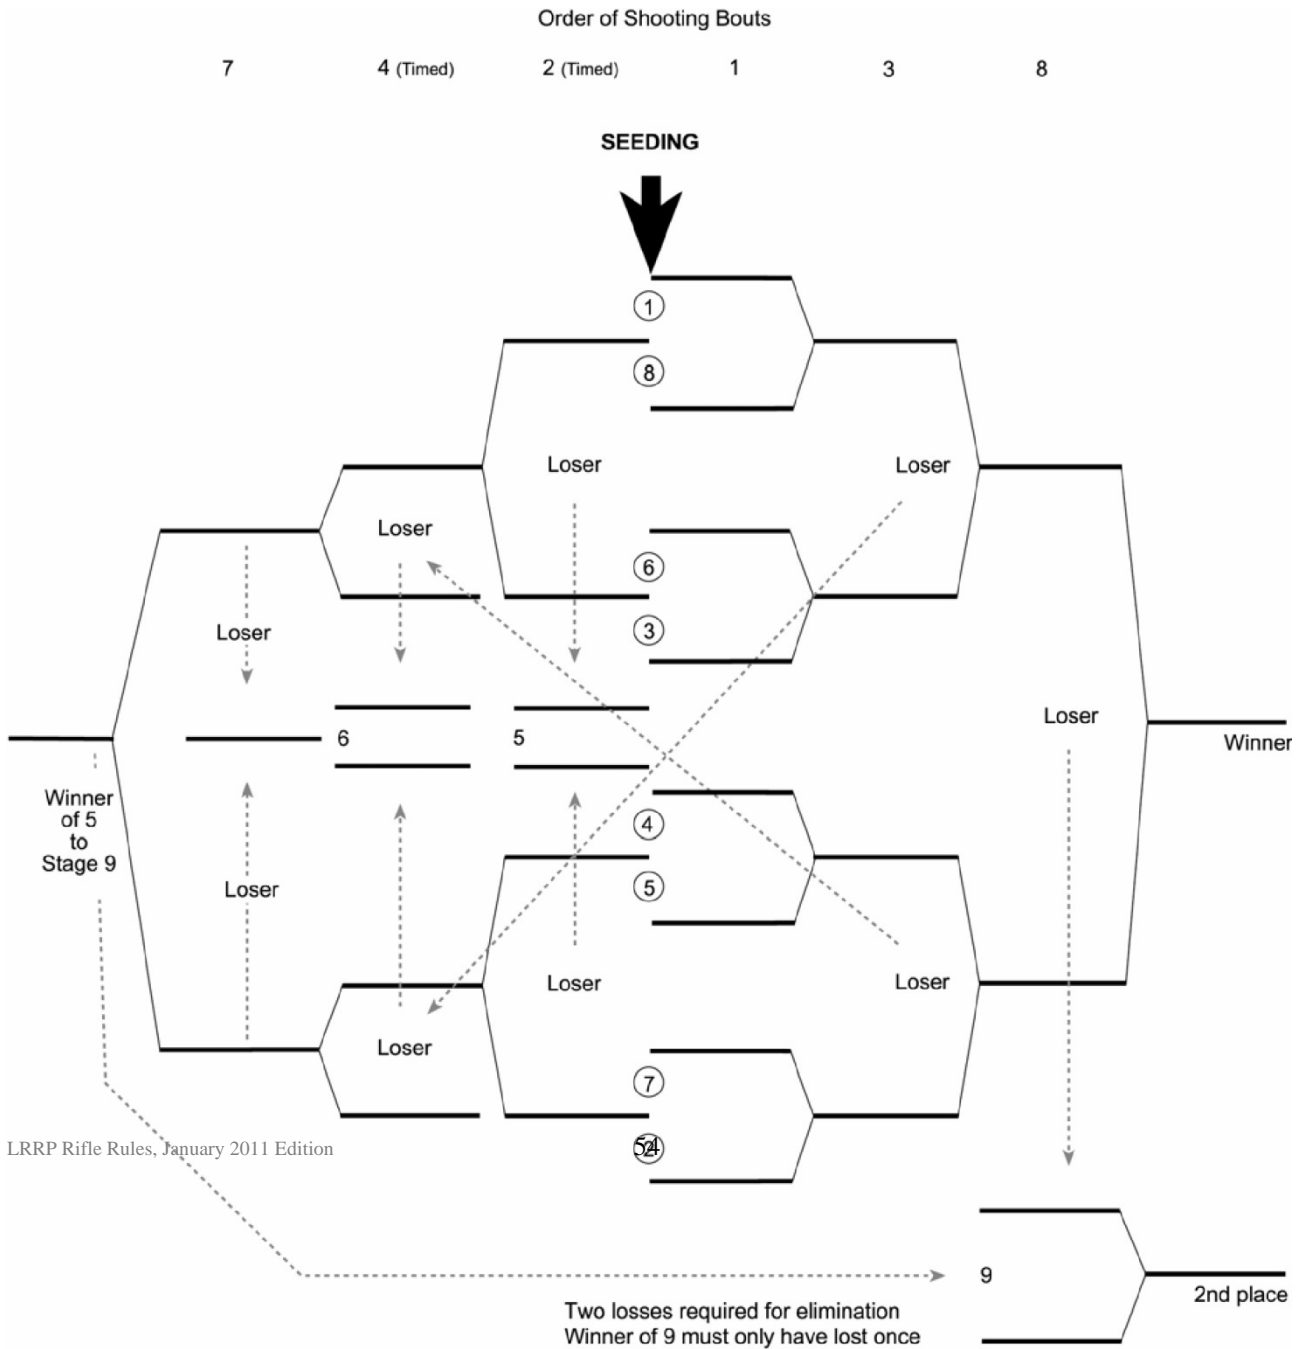 Order of Shooting Bouts
7 4 (Timed) 2 (Timed) 1 3 8
SEEDING
1
8
Loser Loser
Loser
6
3
Loser
6 5
Loser
Winner
Winner
of 5
to
Stage 9
4
5
Loser
Loser Loser
Loser
7
LRRP Rifle Rules, January 2011 Edition 54
2
9
2nd place
Two losses required for elimination
Winner of 9 must only have lost once